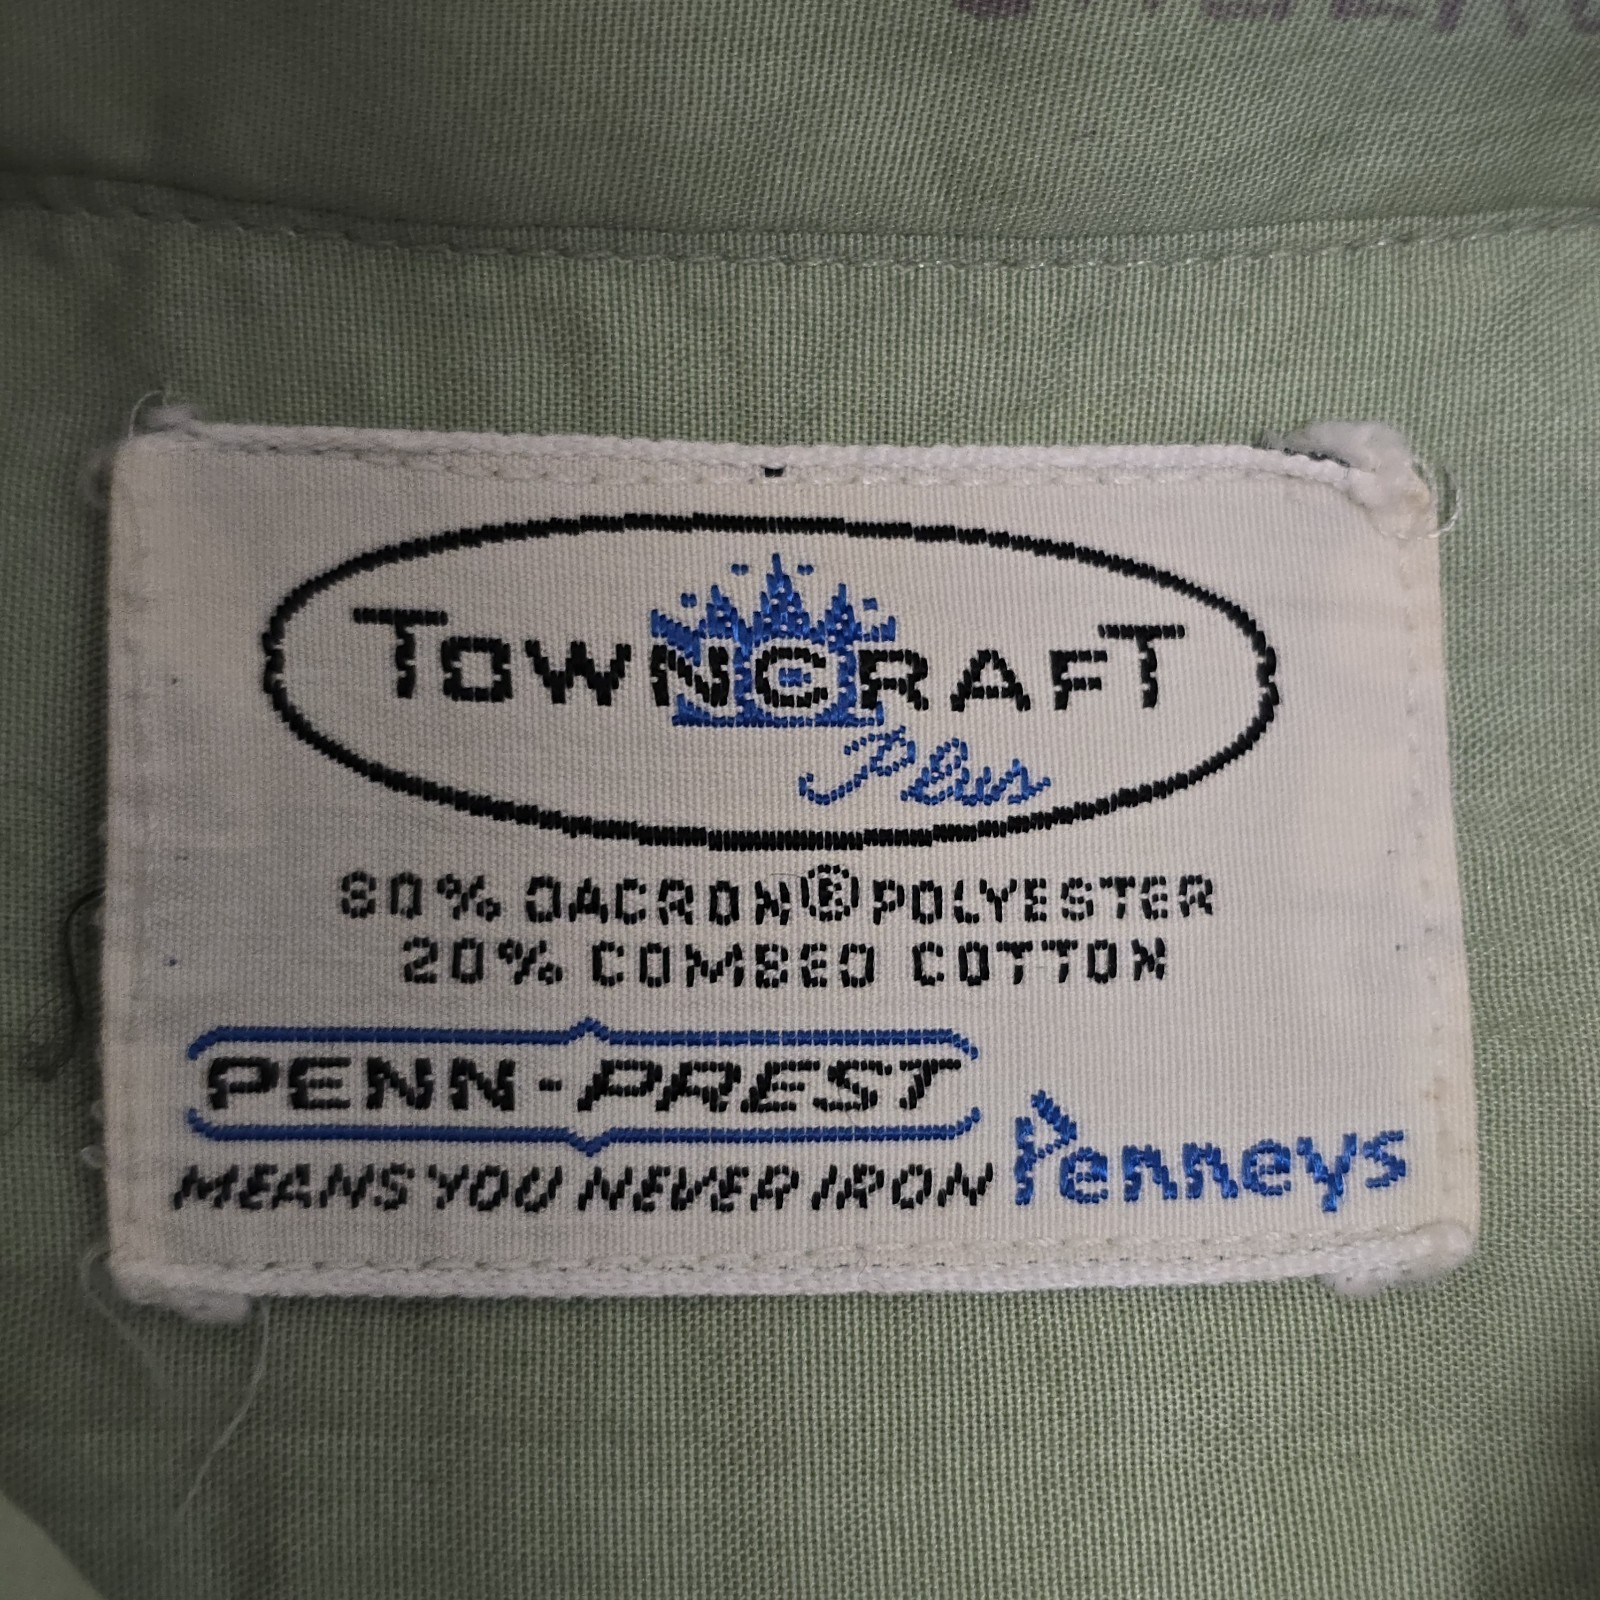 TOWNCRAFT
Plus
80% DACRON® POLYESTER
20% COMBED COTTON
PENN-PREST
MEANS YOU NEVER IRON
Penneys